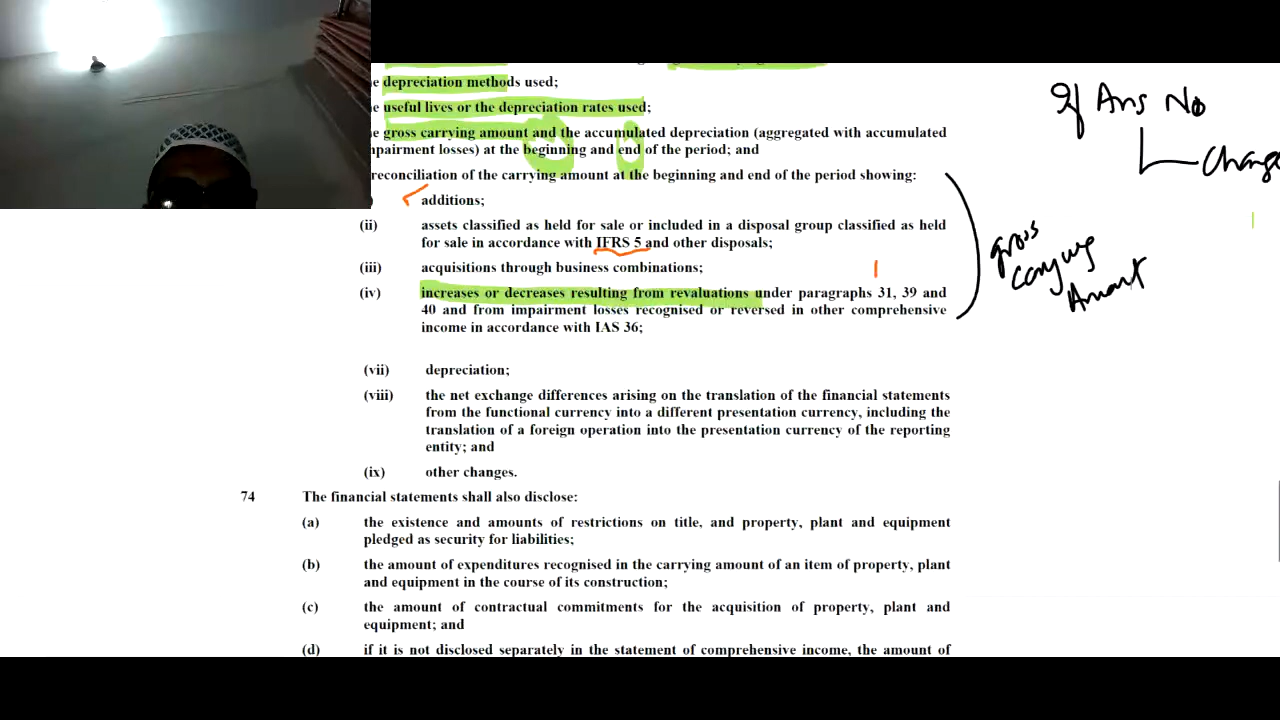 depreciation methods used;
useful lives or the depreciation rates used;
gross carrying amount and the accumulated depreciation (aggregated with accumulated
losses) at the beginning and end of the period; and
reconciliation of the carrying amount at the beginning and end of the period showing:
additions;
(ii) assets classified as held for sale or included in a disposal group classified as held
for sale in accordance with IFRS 5 and other disposals;
(iii) acquisitions through business combinations;
(iv) increases or decreases resulting from revaluations under paragraphs 31, 39 and
40 and from impairment losses recognised or reversed in other comprehensive
income in accordance with IAS 36;
(vii) depreciation;
(viii) the net exchange differences arising on the translation of the financial statements
from the functional currency into a different presentation currency, including the
translation of a foreign operation into the presentation currency of the reporting
entity; and
(ix) other changes.
74 The financial statements shall also disclose:
(a) the existence and amounts of restrictions on title, and property, plant and equipment
pledged as security for liabilities;
(b) the amount of expenditures recognised in the carrying amount of an item of property, plant
and equipment in the course of its construction;
(c) the amount of contractual commitments for the acquisition of property, plant and
equipment; and
(d) if it is not disclosed separately in the statement of comprehensive income, the amount of
If Ans No
Change
gross
Carrying
Amount